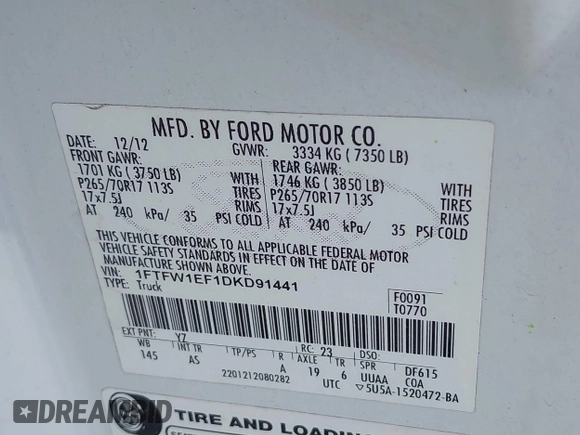 MFD. BY FORD MOTOR CO.
DATE: 12/12 GVWR: 3334 KG ( 7350 LB)
FRONT GAWR: REAR GAWR:
1701 KG ( 3750 LB) WITH 1746 KG ( 3850 LB) WITH
P265/70R17 113S TIRES P265/70R17 113S TIRES
17x7.5J RIMS 17x7.5J RIMS
AT 240 kPa/ 35 PSI COLD AT 240 kPa/ 35 PSI COLD
THIS VEHICLE CONFORMS TO ALL APPLICABLE FEDERAL MOTOR
VEHICLE SAFETY STANDARDS IN EFFECT ON THE DATE OF
MANUFACTURE SHOWN ABOVE.
VIN: 1FTFW1EF1DKD91441 F0091
TYPE: Truck T0770
EXT PNT: YZ RC: 23 DSO:
WB INT TR TP/PS R AXLE TR SPR DF615
145 AS A 19 6 UUAA COA
2201212080282 UTC 5U5A-1520472-BA
TIRE AND LOADING
DREAMSID